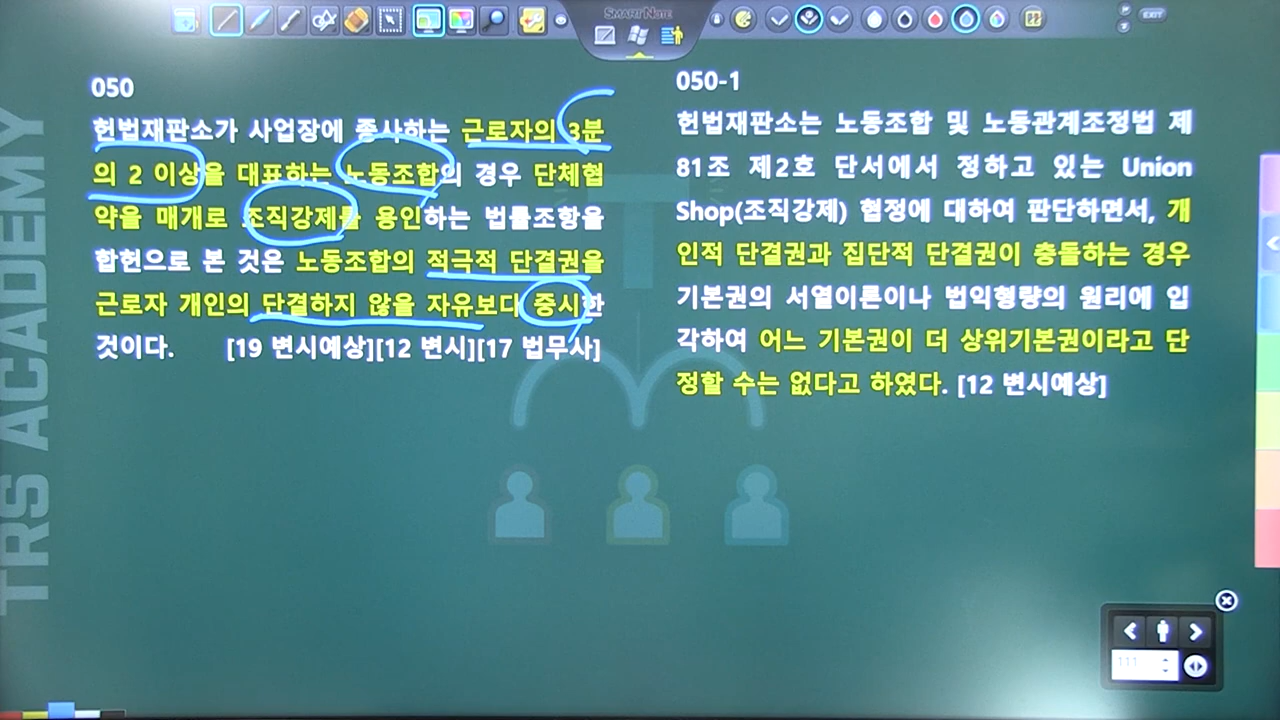 SMARTNOTE
EXIT
TRS ACADEMY
050
헌법재판소가 사업장에 종사하는 근로자의 3분
의 2 이상을 대표하는 노동조합의 경우 단체협
약을 매개로 조직강제를 용인하는 법률조항을
합헌으로 본 것은 노동조합의 적극적 단결권을
근로자 개인의 단결하지 않을 자유보다 중시한
것이다. [19 변시예상][12 변시][17 법무사]
050-1
헌법재판소는 노동조합 및 노동관계조정법 제
81조 제2호 단서에서 정하고 있는 Union
Shop(조직강제) 협정에 대하여 판단하면서, 개
인적 단결권과 집단적 단결권이 충돌하는 경우
기본권의 서열이론이나 법익형량의 원리에 입
각하여 어느 기본권이 더 상위기본권이라고 단
정할 수는 없다고 하였다. [12 변시예상]
111